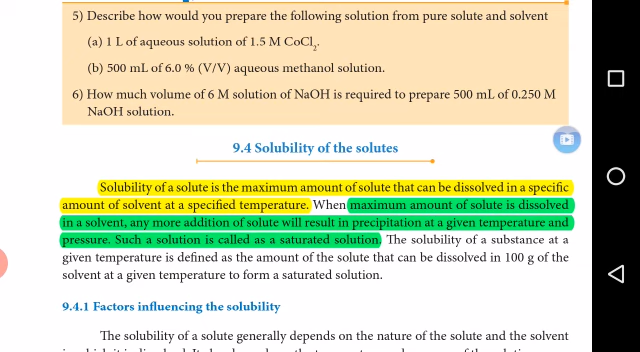 5) Describe how would you prepare the following solution from pure solute and solvent
(a) 1 L of aqueous solution of 1.5 M CoCl₂.
(b) 500 mL of 6.0 % (V/V) aqueous methanol solution.
6) How much volume of 6 M solution of NaOH is required to prepare 500 mL of 0.250 M
NaOH solution.
9.4 Solubility of the solutes
Solubility of a solute is the maximum amount of solute that can be dissolved in a specific
amount of solvent at a specified temperature. When maximum amount of solute is dissolved
in a solvent, any more addition of solute will result in precipitation at a given temperature and
pressure. Such a solution is called as a saturated solution. The solubility of a substance at a
given temperature is defined as the amount of the solute that can be dissolved in 100 g of the
solvent at a given temperature to form a saturated solution.
9.4.1 Factors influencing the solubility
The solubility of a solute generally depends on the nature of the solute and the solvent